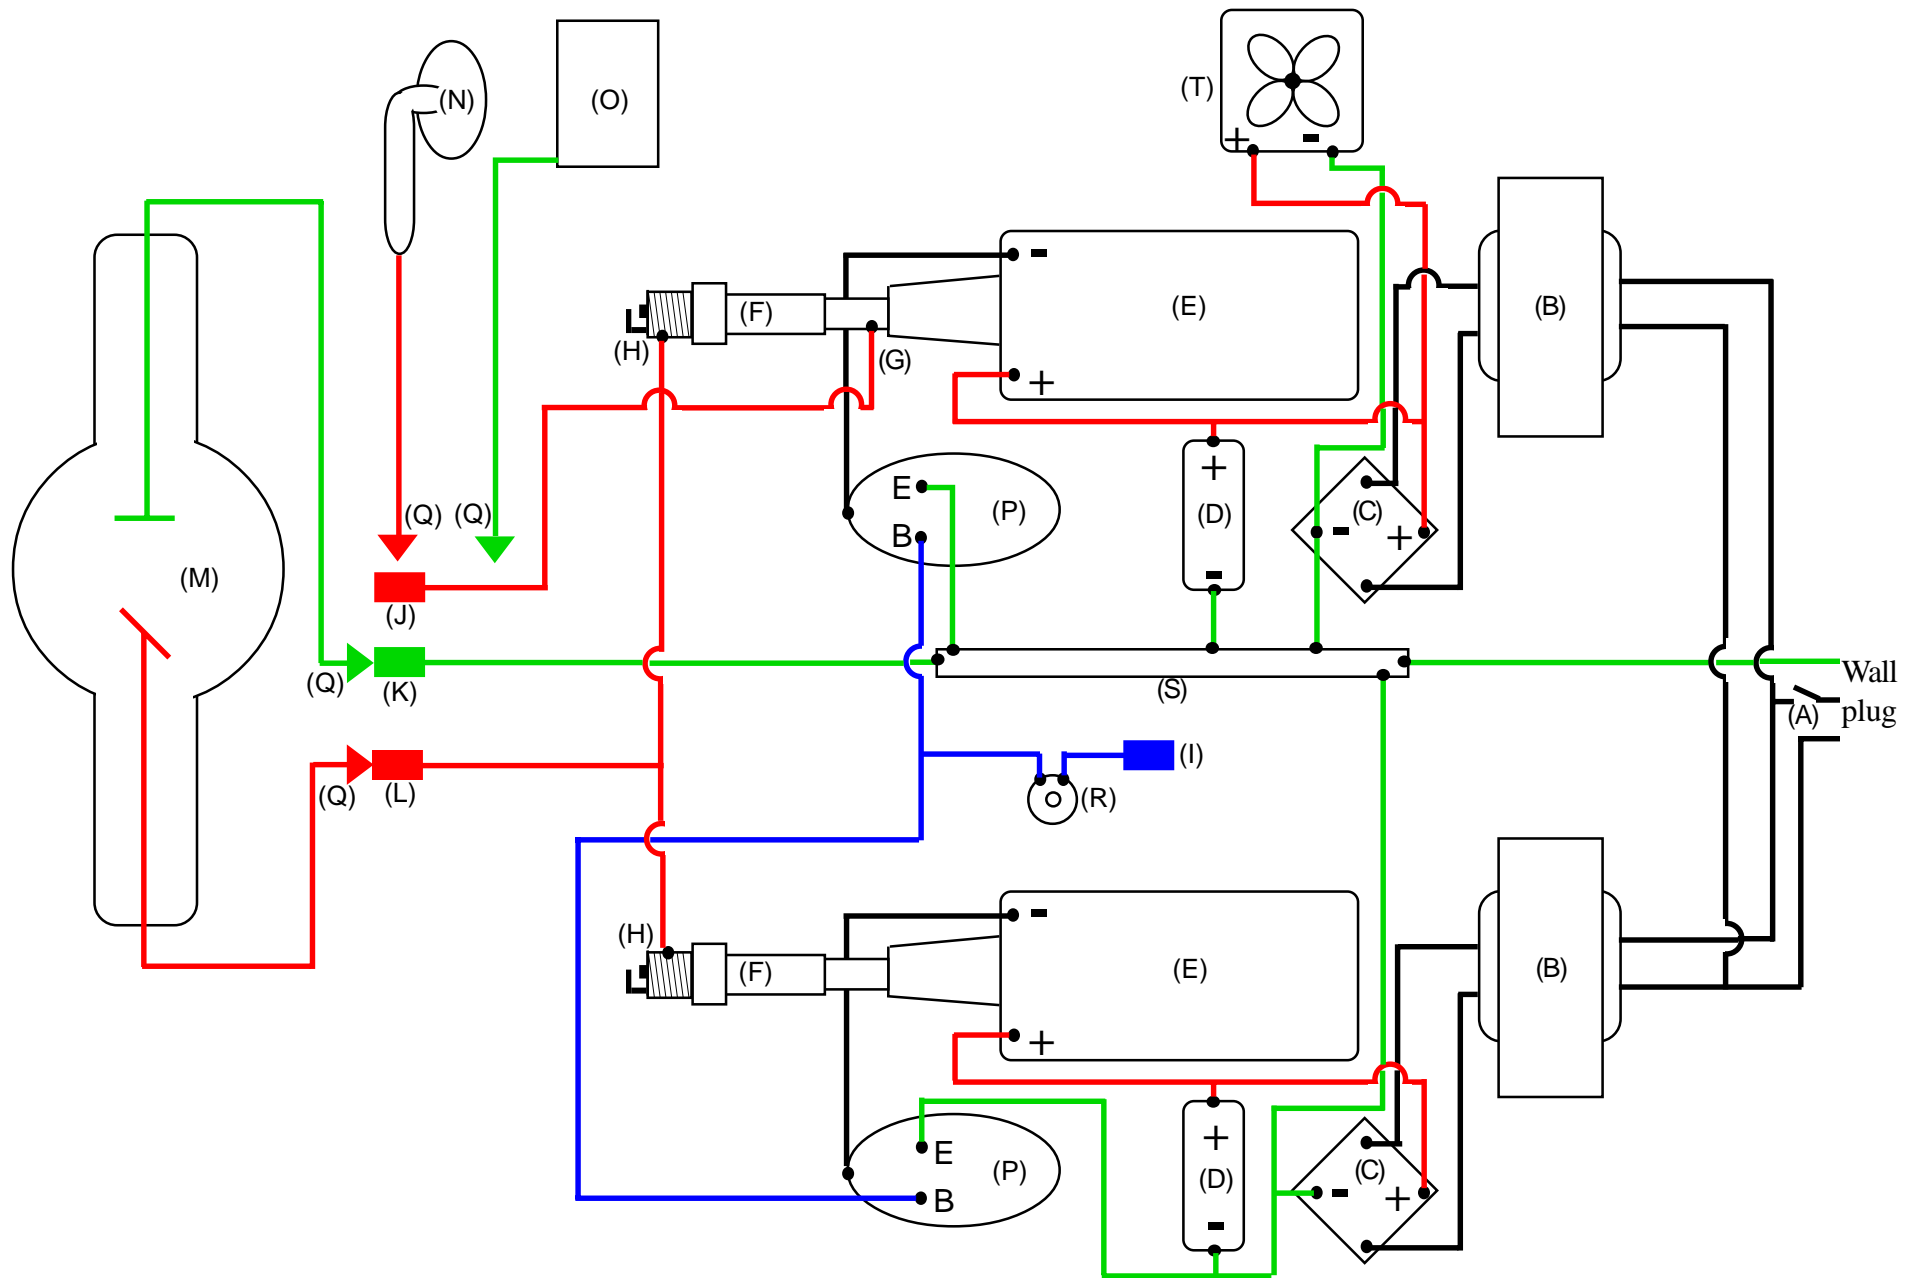 (N)
(O)
(T)
+ -
-
(F)
(E)
(B)
(H)
(G)
+
E
(P)
B
+
(D)
-
(C)
- +
(Q)
(Q)
(M)
(J)
(Q)
(K)
(S)
Wall
plug
(A)
(Q)
(L)
(I)
(R)
(H)
-
(F)
(E)
(B)
+
E
(P)
B
+
(D)
-
(C)
- +